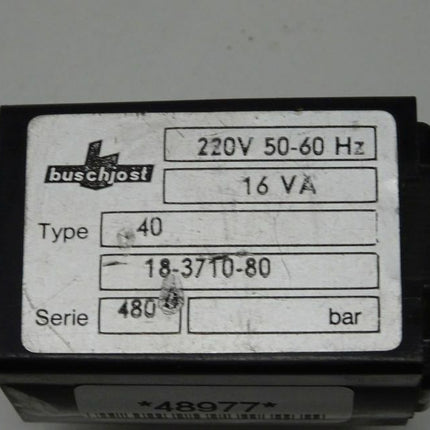 buschjost
220V 50-60 Hz
16 VA
Type 40
18-3710-80
Serie 480 bar
*48977*